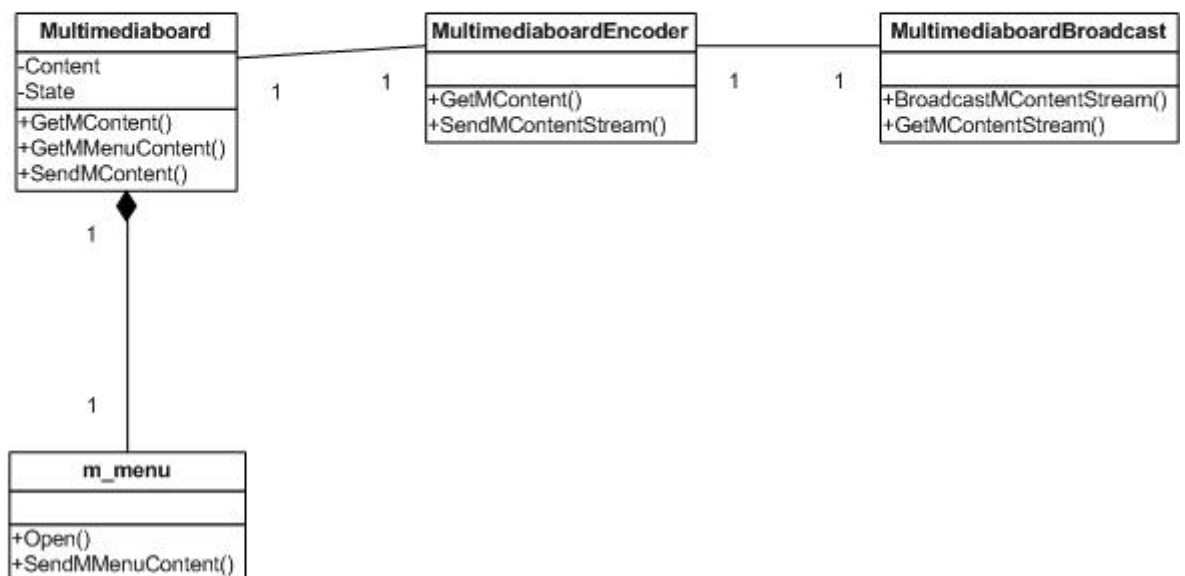 Multimediaboard
-Content
-State
+GetMContent()
+GetMMenuContent()
+SendMContent()
1
1
MultimediaboardEncoder
+GetMContent()
+SendMContentStream()
1
1
MultimediaboardBroadcast
+BroadcastMContentStream()
+GetMContentStream()
1
1
m_menu
+Open()
+SendMMenuContent()